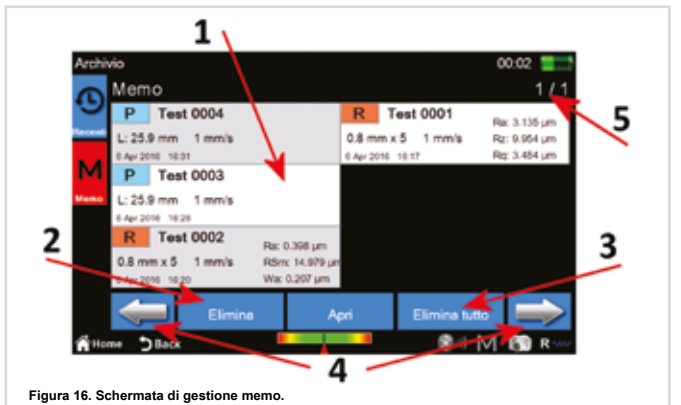 1
Archivio 00:02
Memo 1 / 1
5
Recenti
P Test 0004
L: 25.9 mm 1 mm/s
6 Apr 2016 16:31
R Test 0001
0.8 mm x 5 1 mm/s
6 Apr 2016 16:17
Ra: 3.135 µm
Rz: 9.954 µm
Rq: 3.484 µm
M
Memo
P Test 0003
L: 25.9 mm 1 mm/s
6 Apr 2016 16:28
R Test 0002
0.8 mm x 5 1 mm/s
6 Apr 2016 16:20
Ra: 0.398 µm
RSm: 14.979 µm
Wa: 0.207 µm
2
3
Elimina Apri Elimina tutto
Home Back M R
4
Figura 16. Schermata di gestione memo.